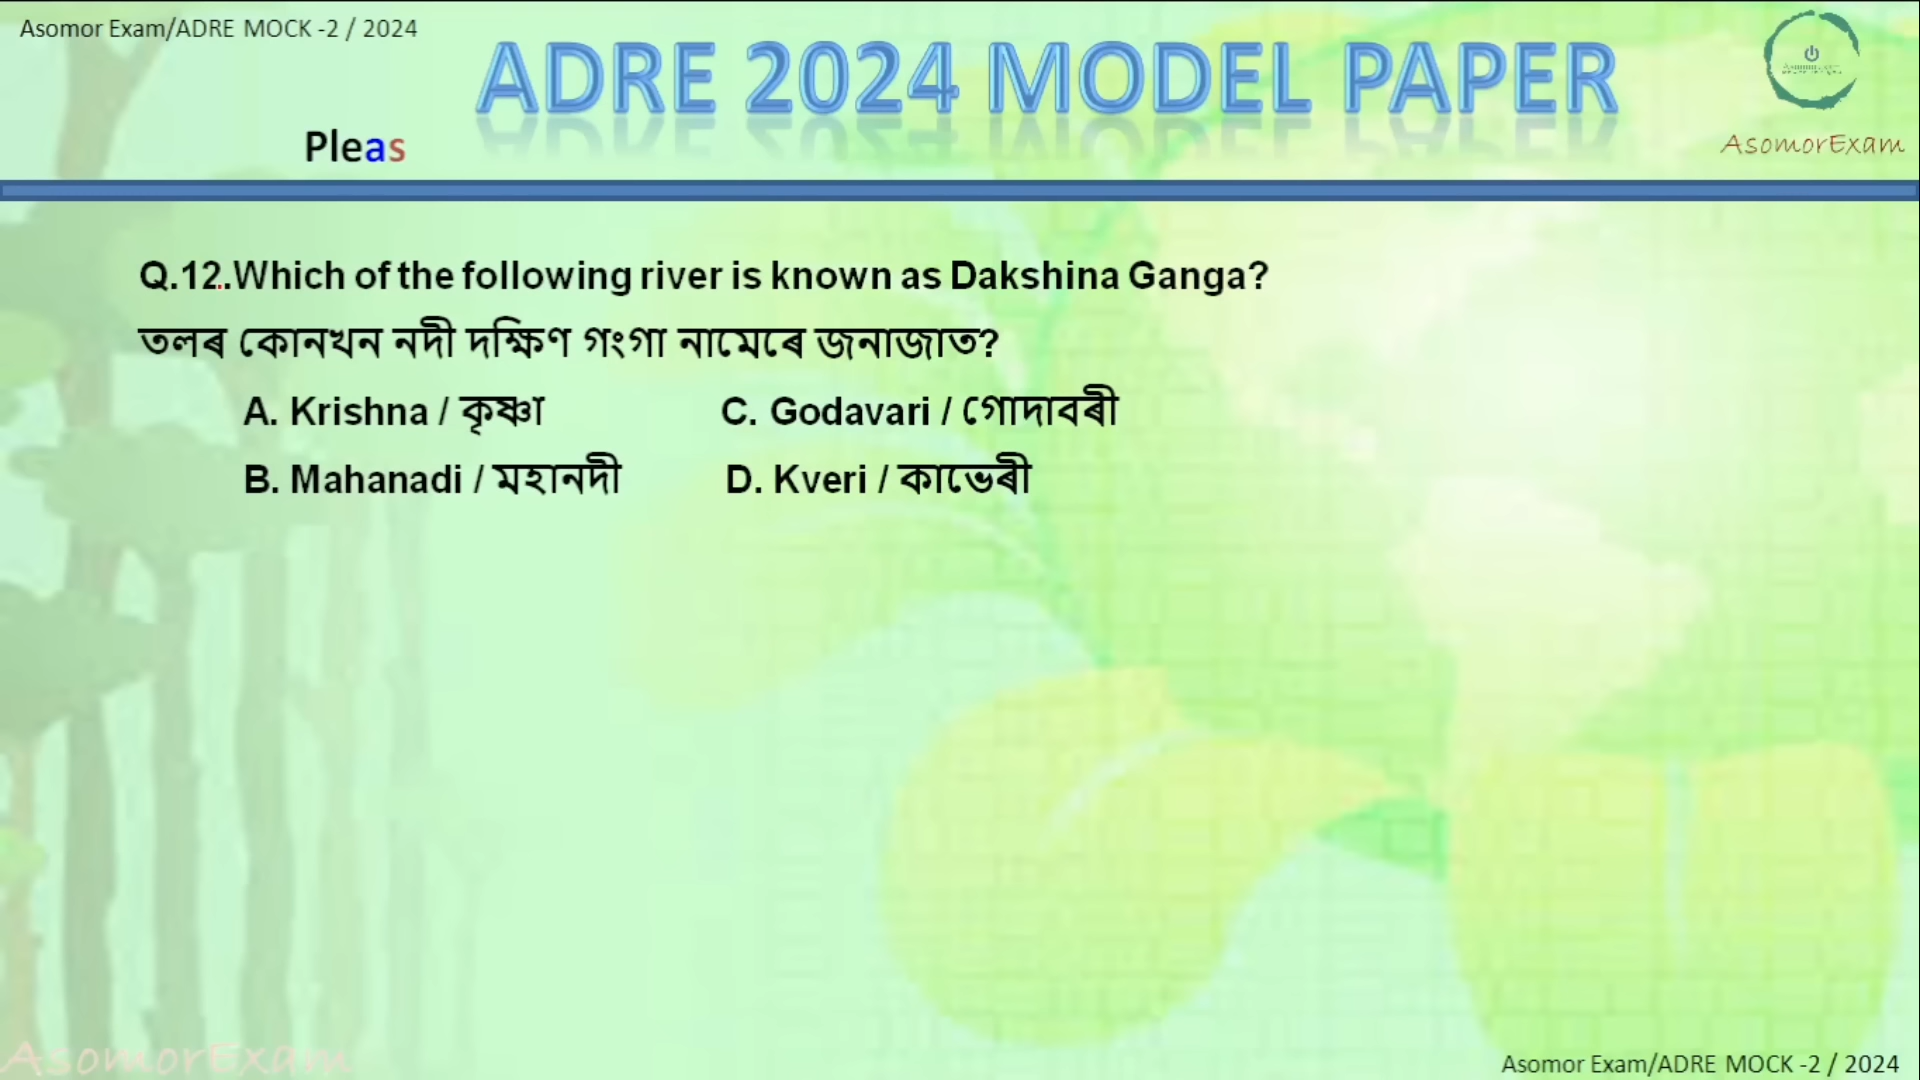 Asomor Exam/ADRE MOCK -2 / 2024
ADRE 2024 MODEL PAPER
Pleas
AsomorExam
Q.12..Which of the following river is known as Dakshina Ganga?
তলৰ কোনখন নদী দক্ষিণ গংগা নামেৰে জনাজাত?
A. Krishna / কৃষ্ণা C. Godavari / গোদাবৰী
B. Mahanadi / মহানদী D. Kveri / কাভেৰী
AsomorExam
Asomor Exam/ADRE MOCK -2 / 2024